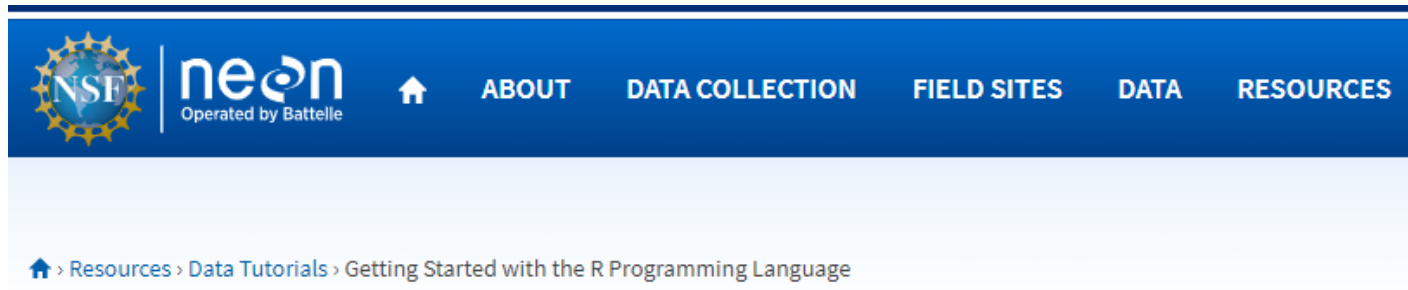 NSF neon ABOUT DATA COLLECTION FIELD SITES DATA RESOURCES
Operated by Battelle
› Resources › Data Tutorials › Getting Started with the R Programming Language